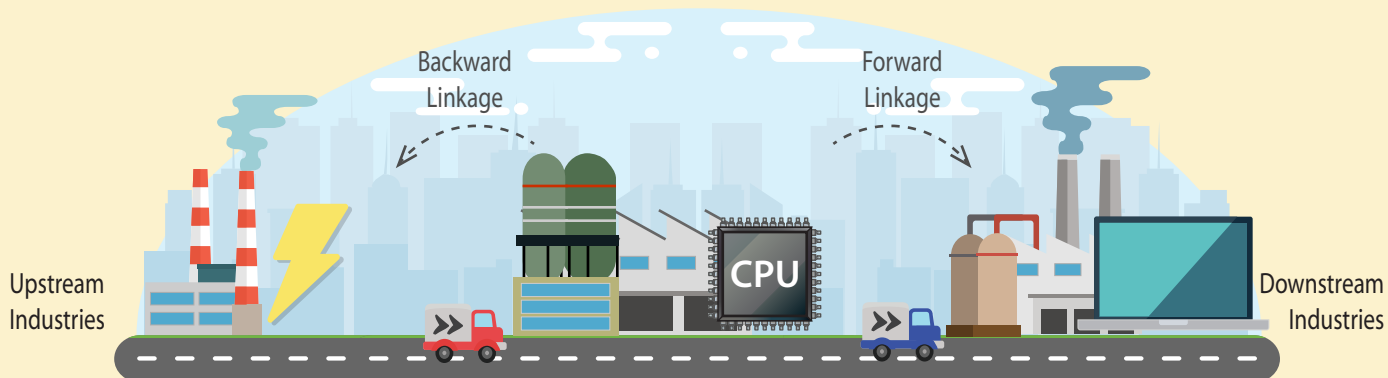 Backward
Linkage
Forward
Linkage
CPU
Upstream
Industries
Downstream
Industries